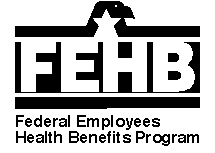 FEHB
Federal Employees
Health Benefits Program